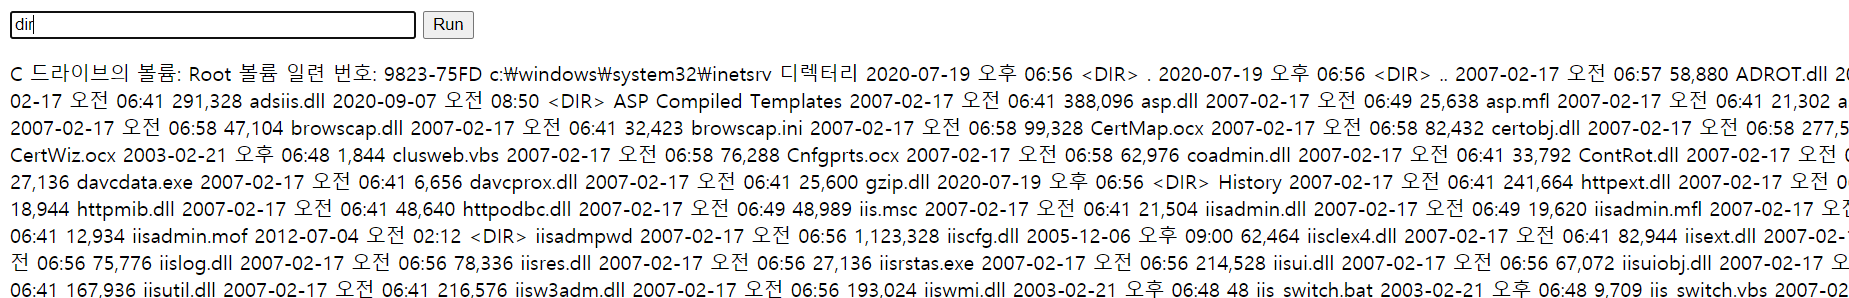 dir
Run
C 드라이브의 볼륨: Root 볼륨 일련 번호: 9823-75FD c:₩windows₩system32₩inetsrv 디렉터리 2020-07-19 오후 06:56 <DIR> . 2020-07-19 오후 06:56 <DIR> .. 2007-02-17 오전 06:57 58,880 ADROT.dll
02-17 오전 06:41 291,328 adsiis.dll 2020-09-07 오전 08:50 <DIR> ASP Compiled Templates 2007-02-17 오전 06:41 388,096 asp.dll 2007-02-17 오전 06:49 25,638 asp.mfl 2007-02-17 오전 06:41 21,302
2007-02-17 오전 06:58 47,104 browscap.dll 2007-02-17 오전 06:41 32,423 browscap.ini 2007-02-17 오전 06:58 99,328 CertMap.ocx 2007-02-17 오전 06:58 82,432 certobj.dll 2007-02-17 오전 06:58 277,5
CertWiz.ocx 2003-02-21 오후 06:48 1,844 clusweb.vbs 2007-02-17 오전 06:58 76,288 Cnfgprts.ocx 2007-02-17 오전 06:58 62,976 coadmin.dll 2007-02-17 오전 06:41 33,792 ContRot.dll 2007-02-17 오전
27,136 davcdata.exe 2007-02-17 오전 06:41 6,656 davcprox.dll 2007-02-17 오전 06:41 25,600 gzip.dll 2020-07-19 오후 06:56 <DIR> History 2007-02-17 오전 06:41 241,664 httpext.dll 2007-02-17 오전
18,944 httpmib.dll 2007-02-17 오전 06:41 48,640 httpodbc.dll 2007-02-17 오전 06:49 48,989 iis.msc 2007-02-17 오전 06:41 21,504 iisadmin.dll 2007-02-17 오전 06:49 19,620 iisadmin.mfl 2007-02-17
06:41 12,934 iisadmin.mof 2012-07-04 오전 02:12 <DIR> iisadmpwd 2007-02-17 오전 06:56 1,123,328 iiscfg.dll 2005-12-06 오후 09:00 62,464 iisclex4.dll 2007-02-17 오전 06:41 82,944 iisext.dll 2007-02-
전 06:56 75,776 iislog.dll 2007-02-17 오전 06:56 78,336 iisres.dll 2007-02-17 오전 06:56 27,136 iisrstas.exe 2007-02-17 오전 06:56 214,528 iisui.dll 2007-02-17 오전 06:56 67,072 iisuiobj.dll 2007-02-17
06:41 167,936 iisutil.dll 2007-02-17 오전 06:41 216,576 iisw3adm.dll 2007-02-17 오전 06:56 193,024 iiswmi.dll 2003-02-21 오후 06:48 48 iis_switch.bat 2003-02-21 오후 06:48 9,709 iis_switch.vbs 2007-02